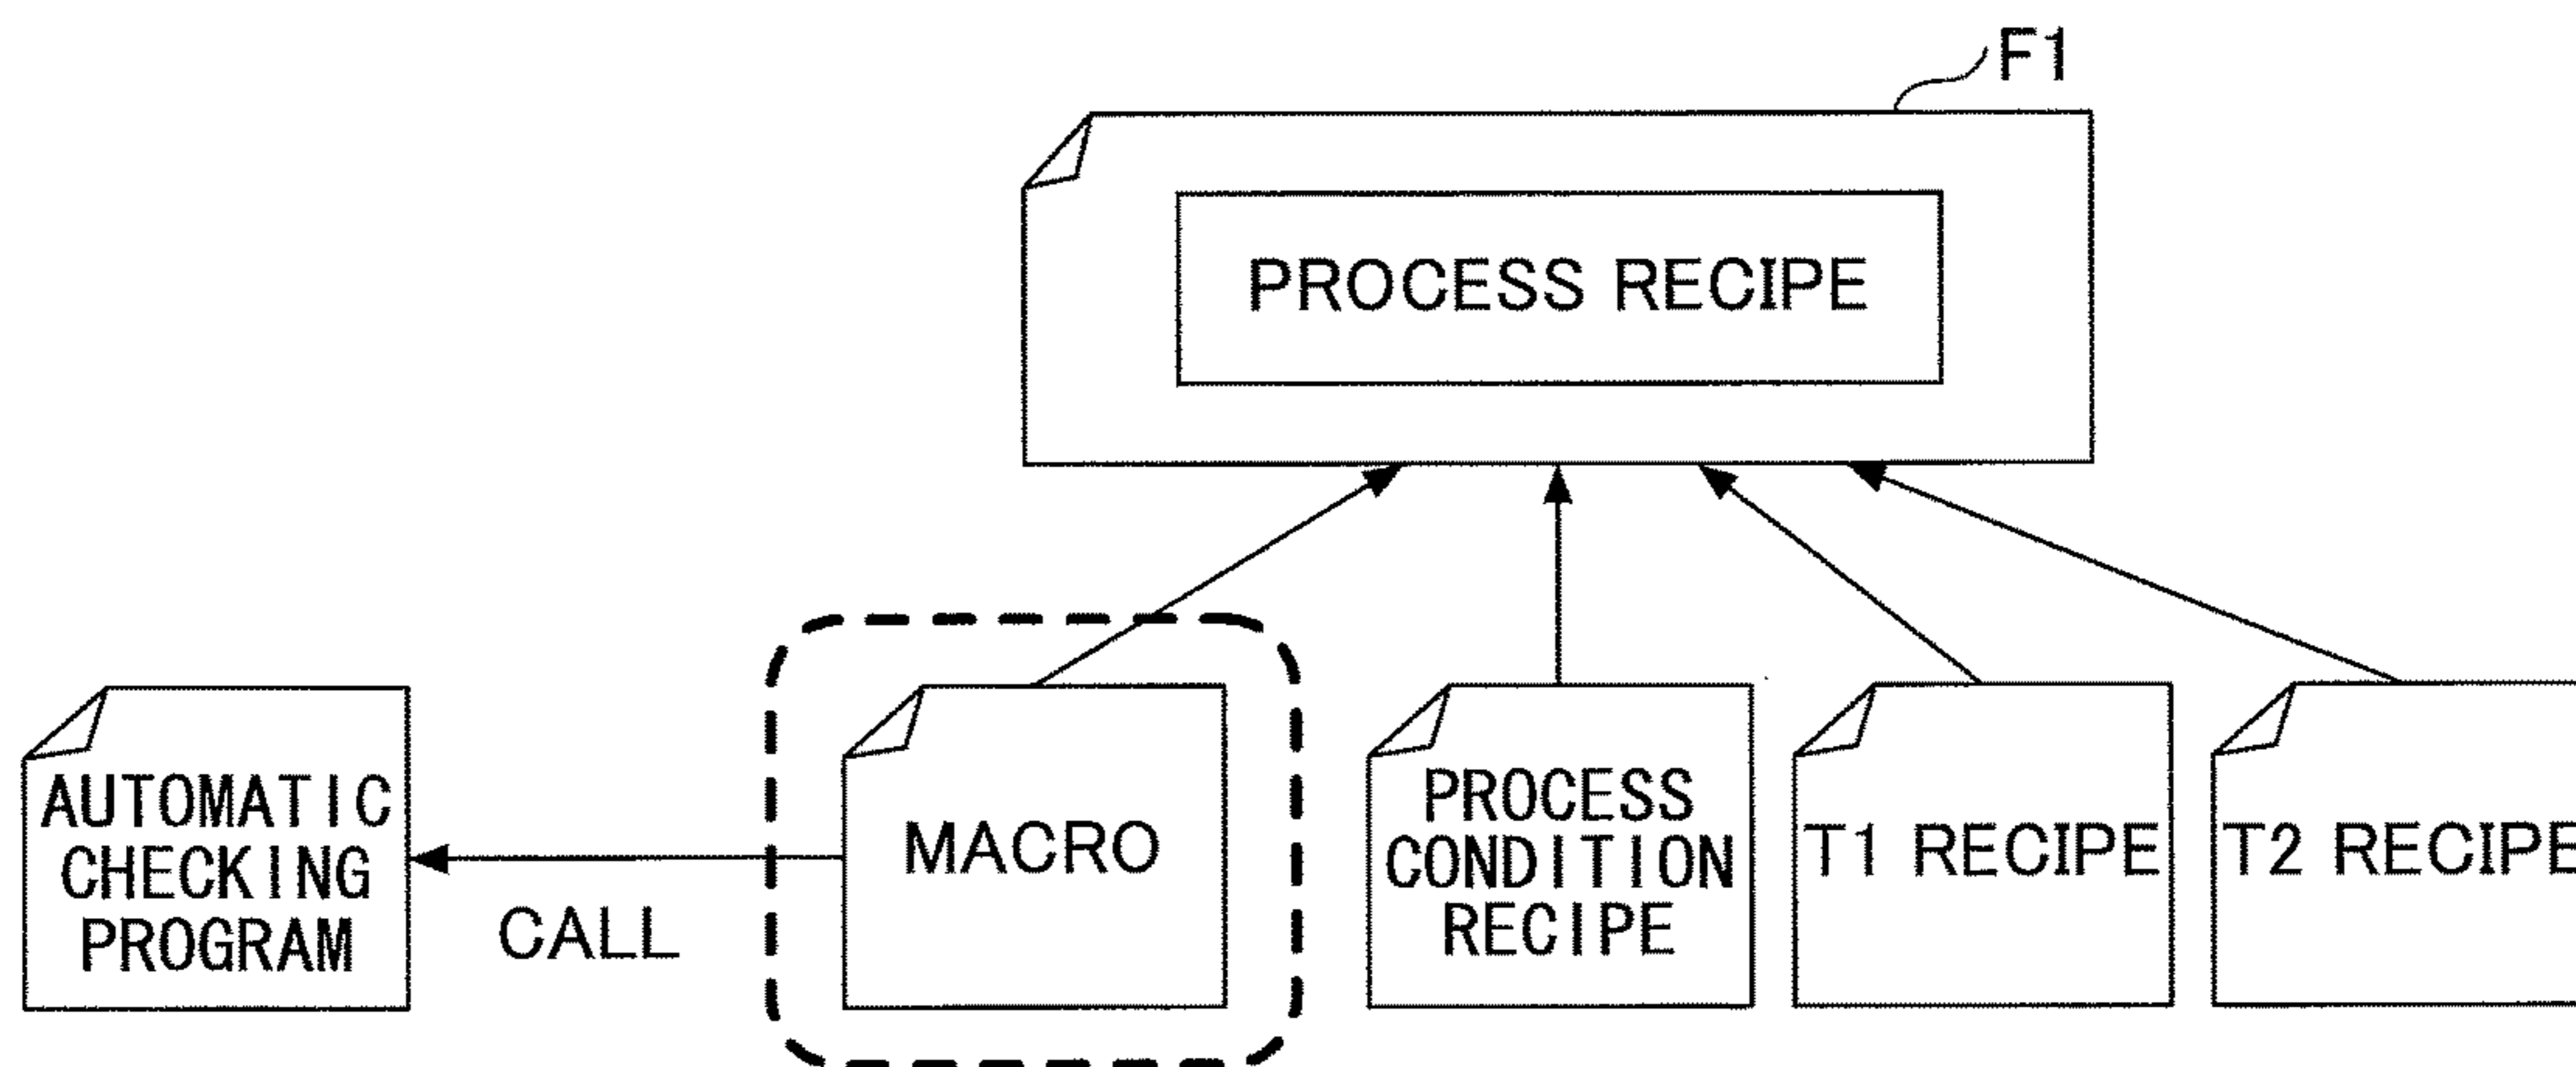 F1
PROCESS RECIPE
AUTOMATIC
CHECKING
PROGRAM
CALL
MACRO
PROCESS
CONDITION
RECIPE
T1 RECIPE
T2 RECIPE